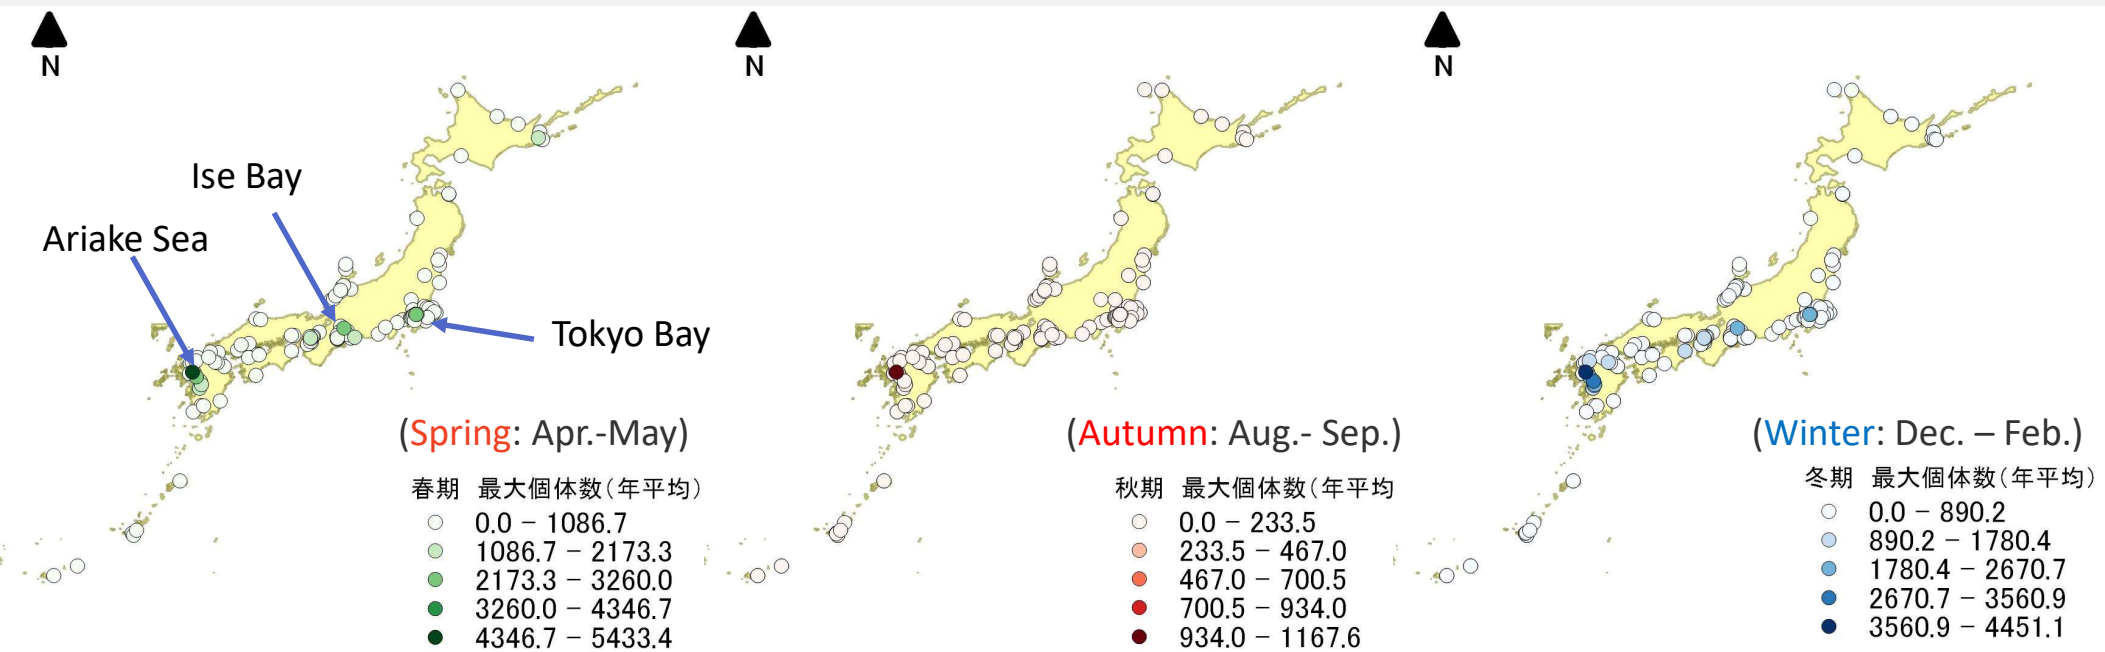 N
Ise Bay
Ariake Sea
Tokyo Bay
(Spring: Apr.-May)
春期 最大個体数(年平均)
0.0 - 1086.7
1086.7 - 2173.3
2173.3 - 3260.0
3260.0 - 4346.7
4346.7 - 5433.4
N
(Autumn: Aug.- Sep.)
秋期 最大個体数(年平均
0.0 - 233.5
233.5 - 467.0
467.0 - 700.5
700.5 - 934.0
934.0 - 1167.6
N
(Winter: Dec. – Feb.)
冬期 最大個体数(年平均)
0.0 - 890.2
890.2 - 1780.4
1780.4 - 2670.7
2670.7 - 3560.9
3560.9 - 4451.1